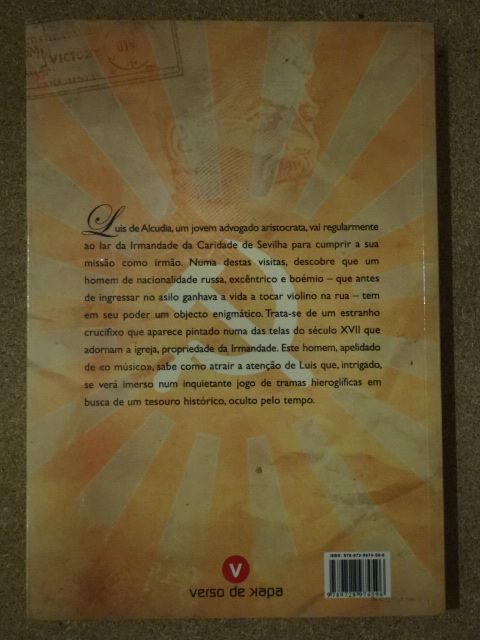 VICTO
Luis de Alcudia, um jovem advogado aristocrata, vai regularmente
ao lar da Irmandade da Caridade de Sevilha para cumprir a sua
missão como irmão. Numa destas visitas, descobre que um
homem de nacionalidade russa, excêntrico e boémio – que antes
de ingressar no asilo ganhava a vida a tocar violino na rua – tem
em seu poder um objecto enigmático. Trata-se de um estranho
crucifixo que aparece pintado numa das telas do século XVII que
adornam a igreja, propriedade da Irmandade. Este homem, apelidado
de «o músico», sabe como atrair a atenção de Luis que, intrigado,
se verá imerso num inquietante jogo de tramas hieroglíficas em
busca de um tesouro histórico, oculto pelo tempo.
V
verso de kapa